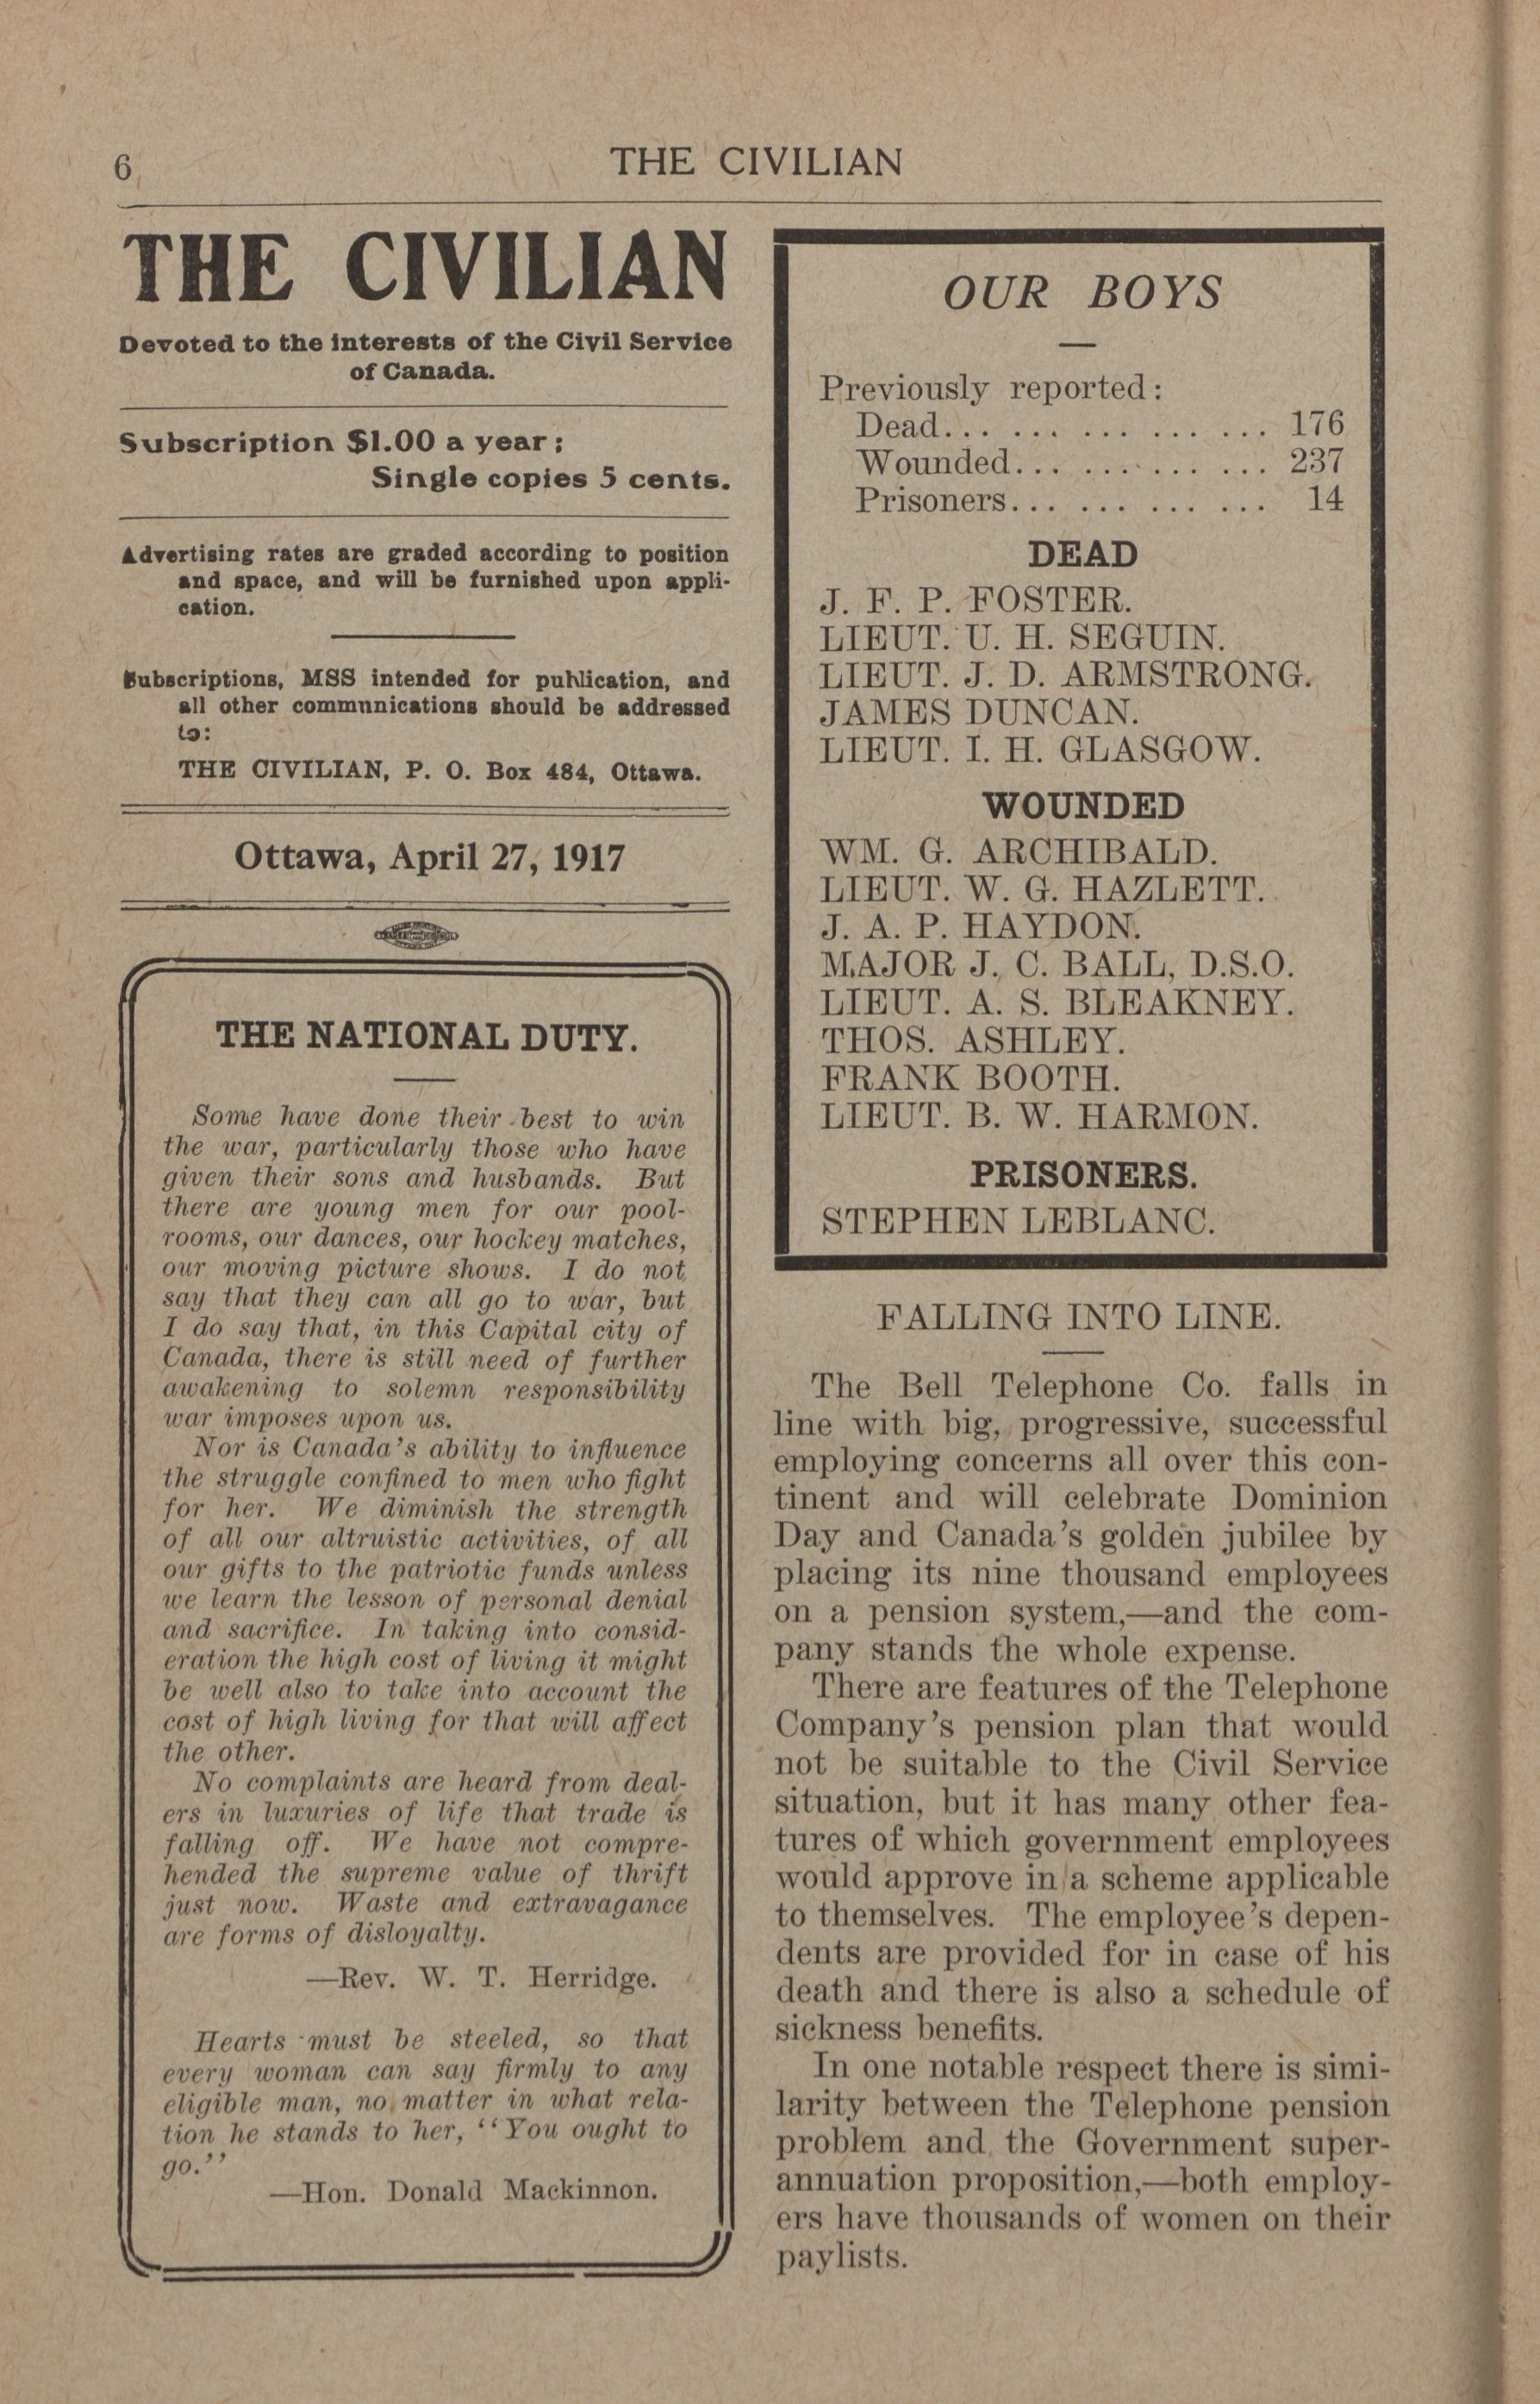 6
THE CIVILIAN
THE CIVILIAN
Devoted to the interests of the Civil Service
of Canada.
Subscription $1.00 a year;
Single copies 5 cents.
Advertising rates are graded according to position
and space, and will be furnished upon appli-
cation.
Subscriptions, MSS intended for publication, and
all other communications should be addressed
to:
THE CIVILIAN, P. O. Box 484, Ottawa.
Ottawa, April 27, 1917
THE NATIONAL DUTY.
Some have done their best to win
the war, particularly those who have
given their sons and husbands. But
there are young men for our pool-
rooms, our dances, our hockey matches,
our moving picture shows. I do not
say that they can all go to war, but
I do say that, in this Capital city of
Canada, there is still need of further
awakening to solemn responsibility
war imposes upon us.
Nor is Canada's ability to influence
the struggle confined to men who fight
for her. We diminish the strength
of all our altruistic activities, of all
our gifts to the patriotic funds unless
we learn the lesson of personal denial
and sacrifice. In taking into consid-
eration the high cost of living it might
be well also to take into account the
cost of high living for that will affect
the other.
No complaints are heard from deal-
ers in luxuries of life that trade is
falling off. We have not compre-
hended the supreme value of thrift
just now. Waste and extravagance
are forms of disloyalty.
—Rev. W. T. Herridge.
Hearts must be steeled, so that
every woman can say firmly to any
eligible man, no matter in what rela-
tion he stands to her, "You ought to
go."
—Hon. Donald Mackinnon.
OUR BOYS
Previously reported:
Dead... ... ... ... ... 176
Wounded... ... ... ... 237
Prisoners... ... ... ... 14
DEAD
J. F. P. FOSTER.
LIEUT. U. H. SEGUIN.
LIEUT. J. D. ARMSTRONG.
JAMES DUNCAN.
LIEUT. I. H. GLASGOW.
WOUNDED
WM. G. ARCHIBALD.
LIEUT. W. G. HAZLETT.
J. A. P. HAYDON.
MAJOR J. C. BALL, D.S.O.
LIEUT. A. S. BLEAKNEY.
THOS. ASHLEY.
FRANK BOOTH.
LIEUT. B. W. HARMON.
PRISONERS.
STEPHEN LEBLANC.
FALLING INTO LINE.
The Bell Telephone Co. falls in
line with big, progressive, successful
employing concerns all over this con-
tinent and will celebrate Dominion
Day and Canada's golden jubilee by
placing its nine thousand employees
on a pension system,—and the com-
pany stands the whole expense.
There are features of the Telephone
Company's pension plan that would
not be suitable to the Civil Service
situation, but it has many other fea-
tures of which government employees
would approve in a scheme applicable
to themselves. The employee's depen-
dents are provided for in case of his
death and there is also a schedule of
sickness benefits.
In one notable respect there is simi-
larity between the Telephone pension
problem and the Government super-
annuation proposition,—both employ-
ers have thousands of women on their
paylists.